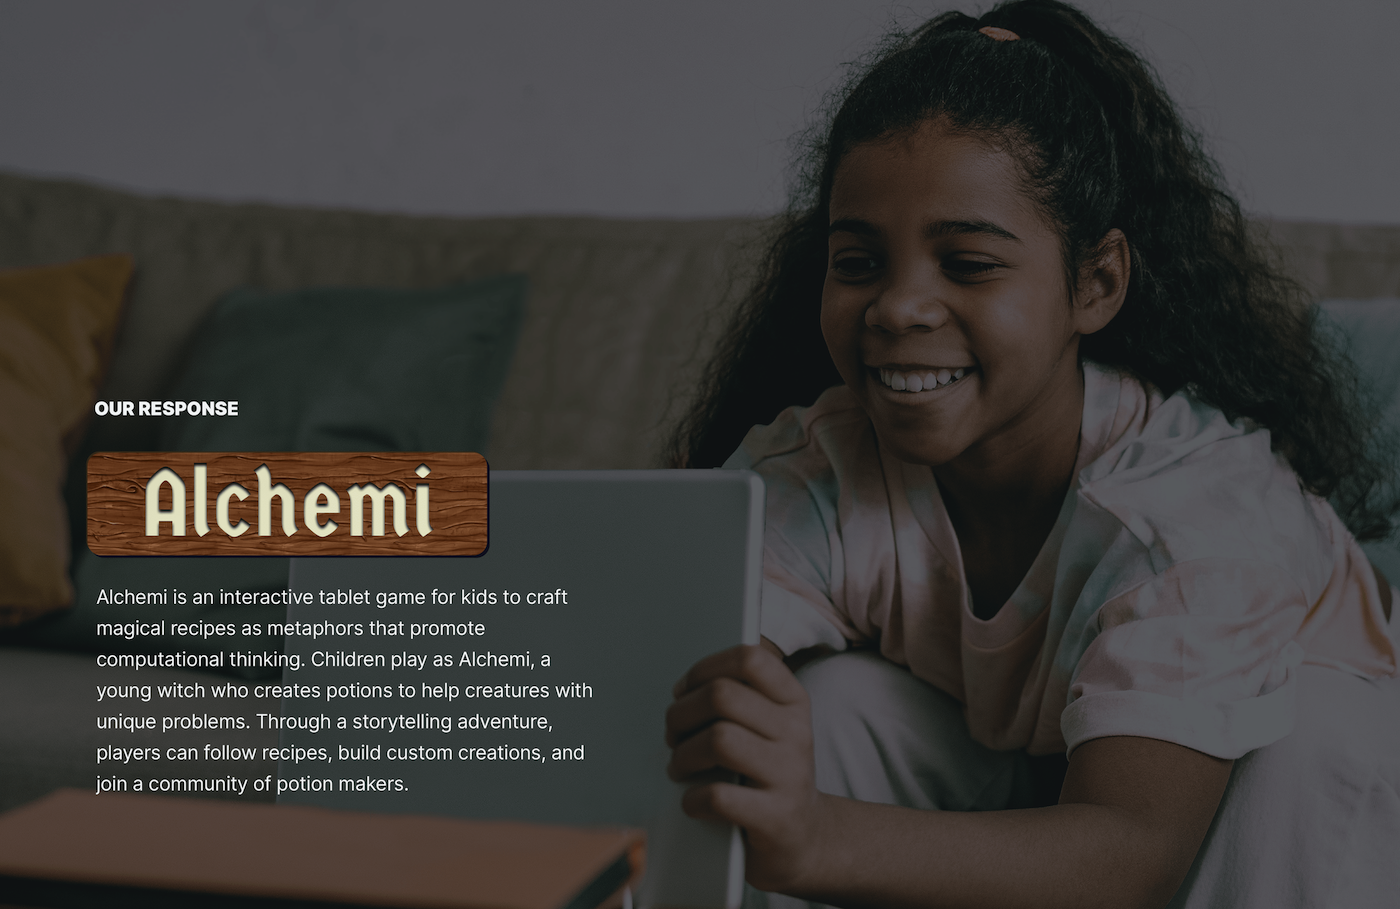 OUR RESPONSE
Alchemi
Alchemi is an interactive tablet game for kids to craft
magical recipes as metaphors that promote
computational thinking. Children play as Alchemi, a
young witch who creates potions to help creatures with
unique problems. Through a storytelling adventure,
players can follow recipes, build custom creations, and
join a community of potion makers.